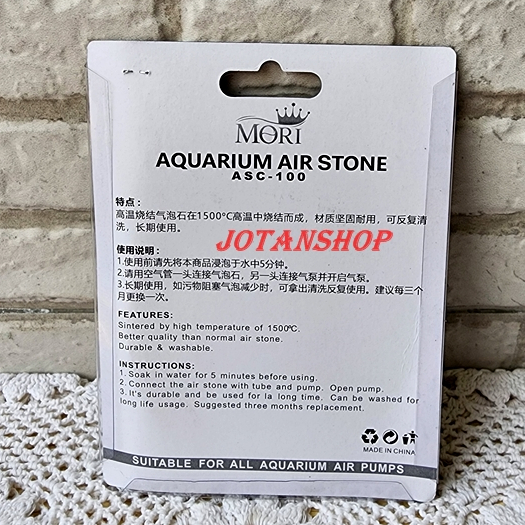 MORI
AQUARIUM AIR STONE
ASC-100
特点：
高温烧结气泡石在1500°C高温中烧结而成，材质坚固耐用，可反复清
洗，长期使用。
JOTANSHOP
使用说明：
1.使用前请先将本商品浸泡于水中5分钟。
2.请用空气管一头连接气泡石，另一头连接气泵并开启气泵。
3.长期使用，如污物阻塞气泡减少时，可拿出清洗反复使用。建议每三个
月更换一次。
FEATURES:
Sintered by high temperature of 1500ºC.
Better quality than normal air stone.
Durable & washable.
INSTRUCTIONS:
1. Soak in water for 5 minutes before using.
2. Connect the air stone with tube and pump. Open pump.
3. It's durable and be used for la long time. Can be washed for
long life usage. Suggested three months replacement.
MADE IN CHINA
SUITABLE FOR ALL AQUARIUM AIR PUMPS